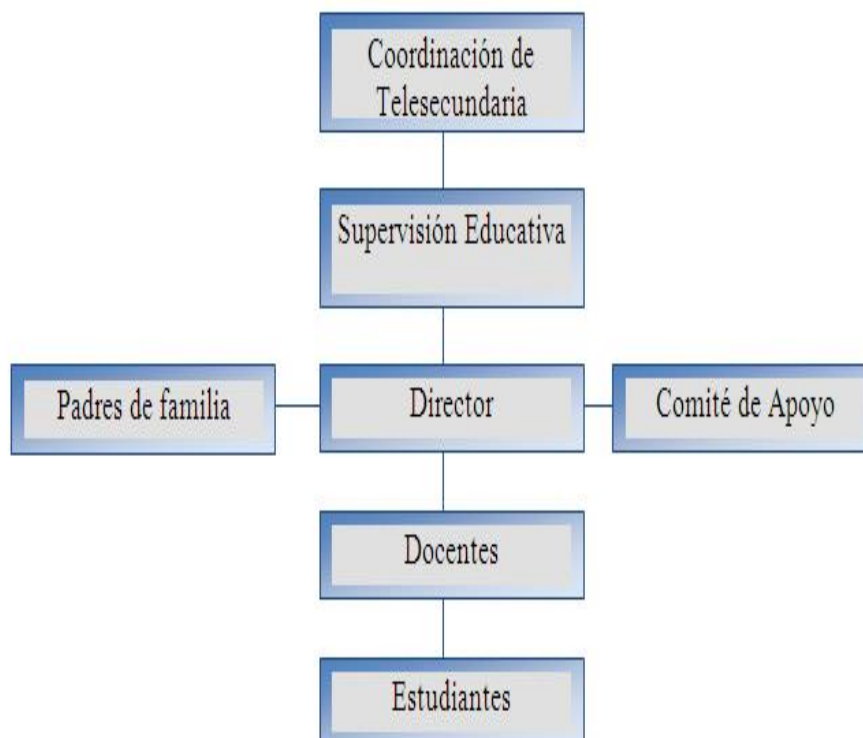 Coordinación de
Telesecundaria
Supervisión Educativa
Padres de familia
Director
Comité de Apoyo
Docentes
Estudiantes